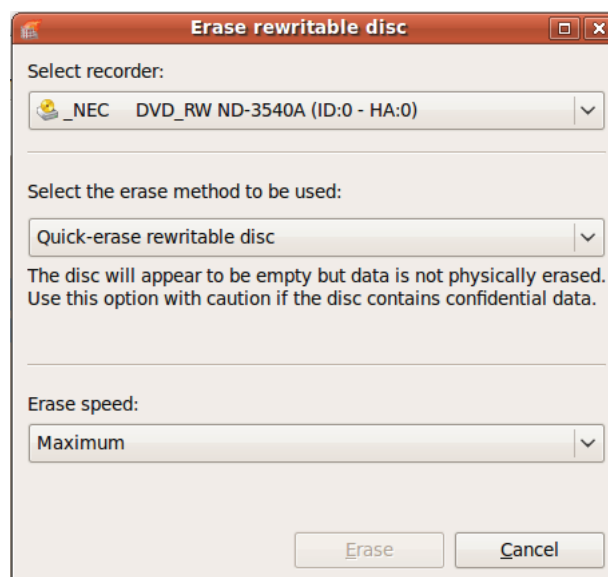 Erase rewritable disc
Select recorder:
_NEC DVD_RW ND-3540A (ID:0 - HA:0)
Select the erase method to be used:
Quick-erase rewritable disc
The disc will appear to be empty but data is not physically erased.
Use this option with caution if the disc contains confidential data.
Erase speed:
Maximum
Erase Cancel